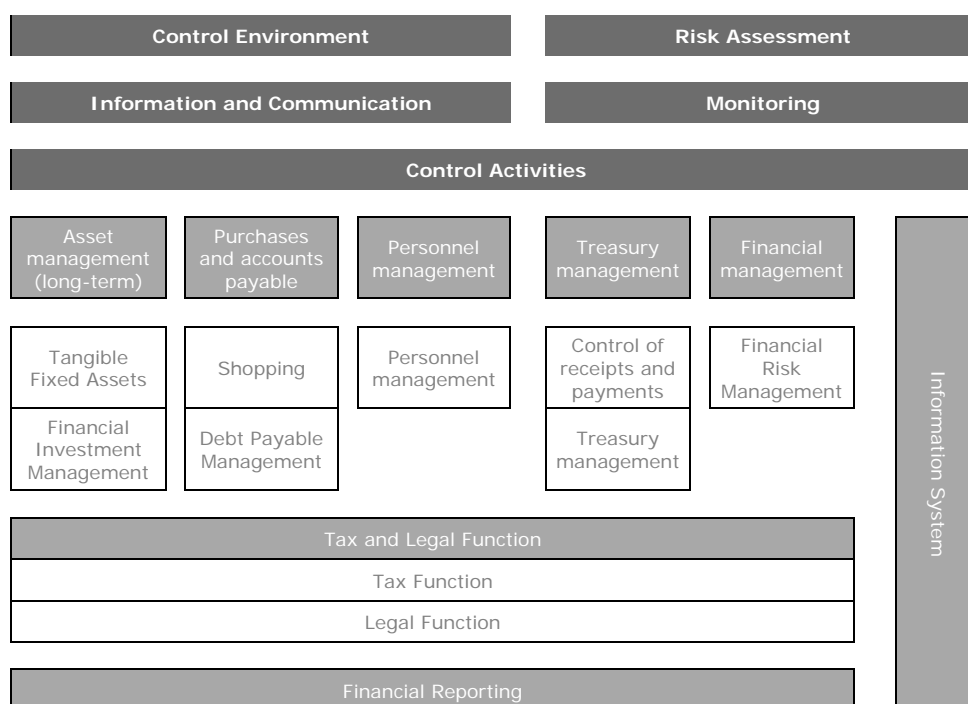 Control Environment
Risk Assessment
Information and Communication
Monitoring
Control Activities
Asset
management
(long-term)
Purchases
and accounts
payable
Personnel
management
Treasury
management
Financial
management
Tangible
Fixed Assets
Shopping
Personnel
management
Control of
receipts and
payments
Financial
Risk
Management
Financial
Investment
Management
Debt Payable
Management
Treasury
management
Information System
Tax and Legal Function
Tax Function
Legal Function
Financial Reporting